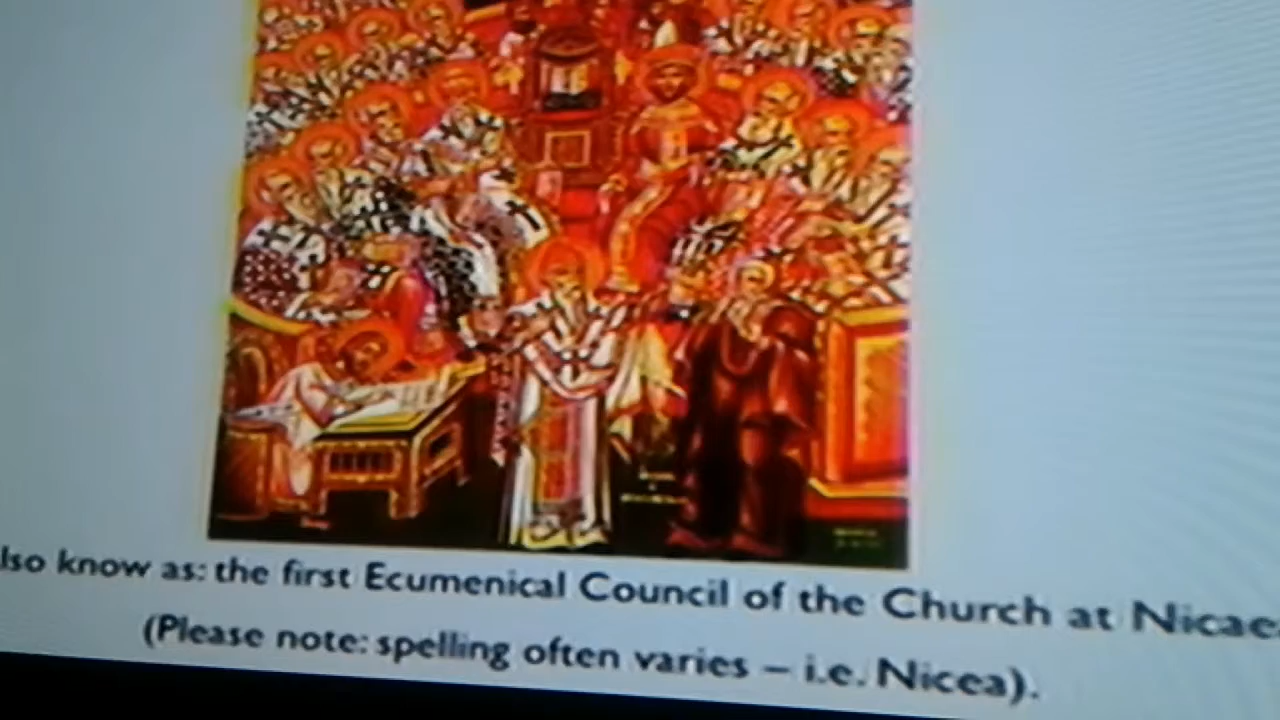 lso know as: the first Ecumenical Council of the Church at Nicae
(Please note: spelling often varies – i.e. Nicea).